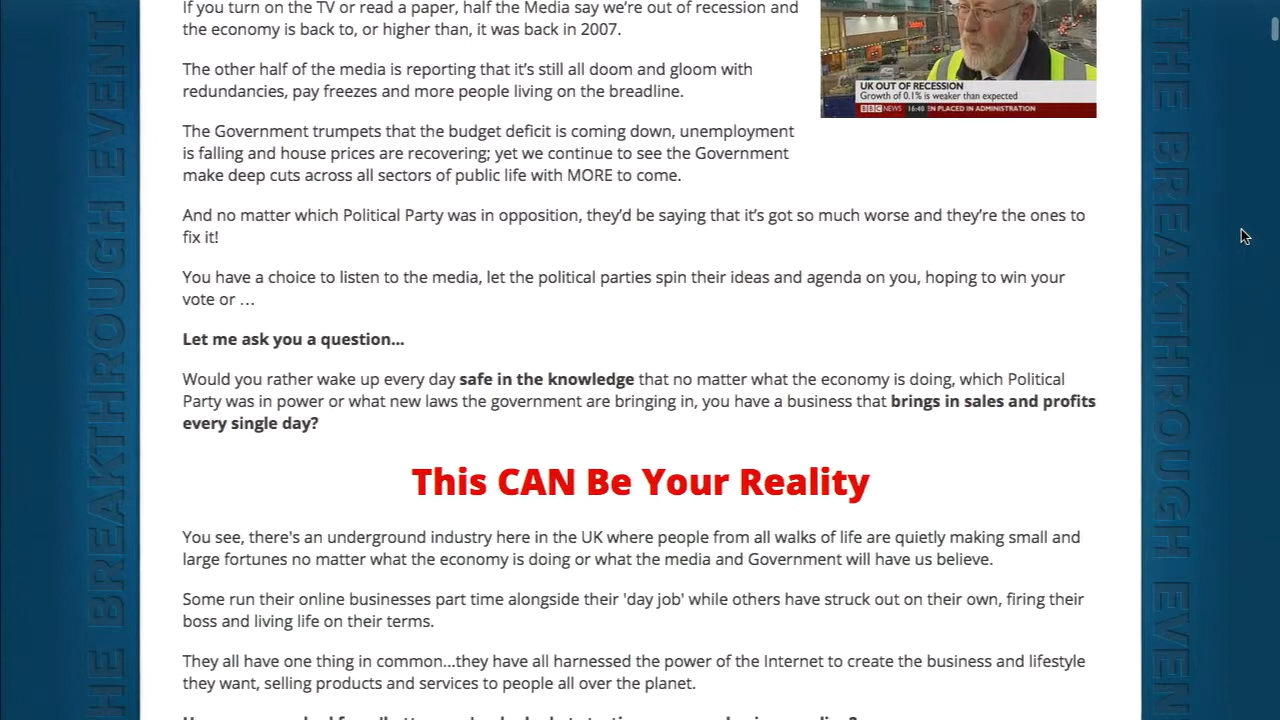 If you turn on the TV or read a paper, half the Media say we're out of recession and
the economy is back to, or higher than, it was back in 2007.
The other half of the media is reporting that it's still all doom and gloom with
redundancies, pay freezes and more people living on the breadline.
The Government trumpets that the budget deficit is coming down, unemployment
is falling and house prices are recovering; yet we continue to see the Government
make deep cuts across all sectors of public life with MORE to come.
UK OUT OF RECESSION
Growth of 0.1% is weaker than expected
BBC NEWS 16:40 EN PLACED IN ADMINISTRATION
And no matter which Political Party was in opposition, they'd be saying that it's got so much worse and they're the ones to
fix it!
You have a choice to listen to the media, let the political parties spin their ideas and agenda on you, hoping to win your
vote or …
Let me ask you a question...
Would you rather wake up every day safe in the knowledge that no matter what the economy is doing, which Political
Party was in power or what new laws the government are bringing in, you have a business that brings in sales and profits
every single day?
This CAN Be Your Reality
You see, there's an underground industry here in the UK where people from all walks of life are quietly making small and
large fortunes no matter what the economy is doing or what the media and Government will have us believe.
Some run their online businesses part time alongside their 'day job' while others have struck out on their own, firing their
boss and living life on their terms.
They all have one thing in common...they have all harnessed the power of the Internet to create the business and lifestyle
they want, selling products and services to people all over the planet.
HE BREAKTHROUGH EVENT
THE BREAKTHROUGH EVEN